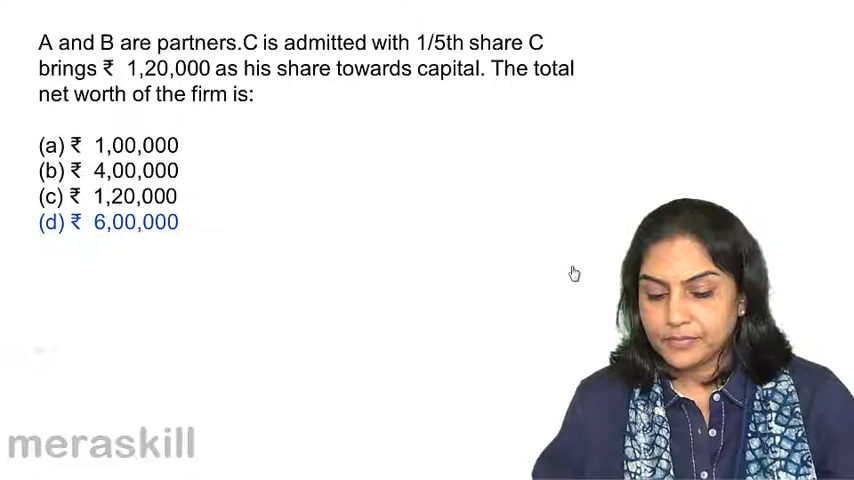 A and B are partners.C is admitted with 1/5th share C
brings ₹ 1,20,000 as his share towards capital. The total
net worth of the firm is:
(a) ₹ 1,00,000
(b) ₹ 4,00,000
(c) ₹ 1,20,000
(d) ₹ 6,00,000
meraskill